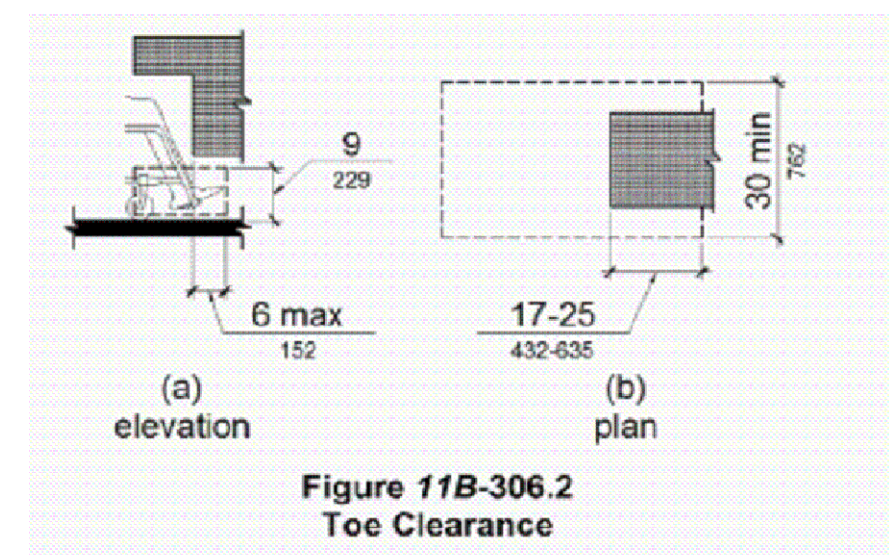 9
229
6 max
152
(a)
elevation
30 min
762
17-25
432-635
(b)
plan
Figure 11B-306.2
Toe Clearance